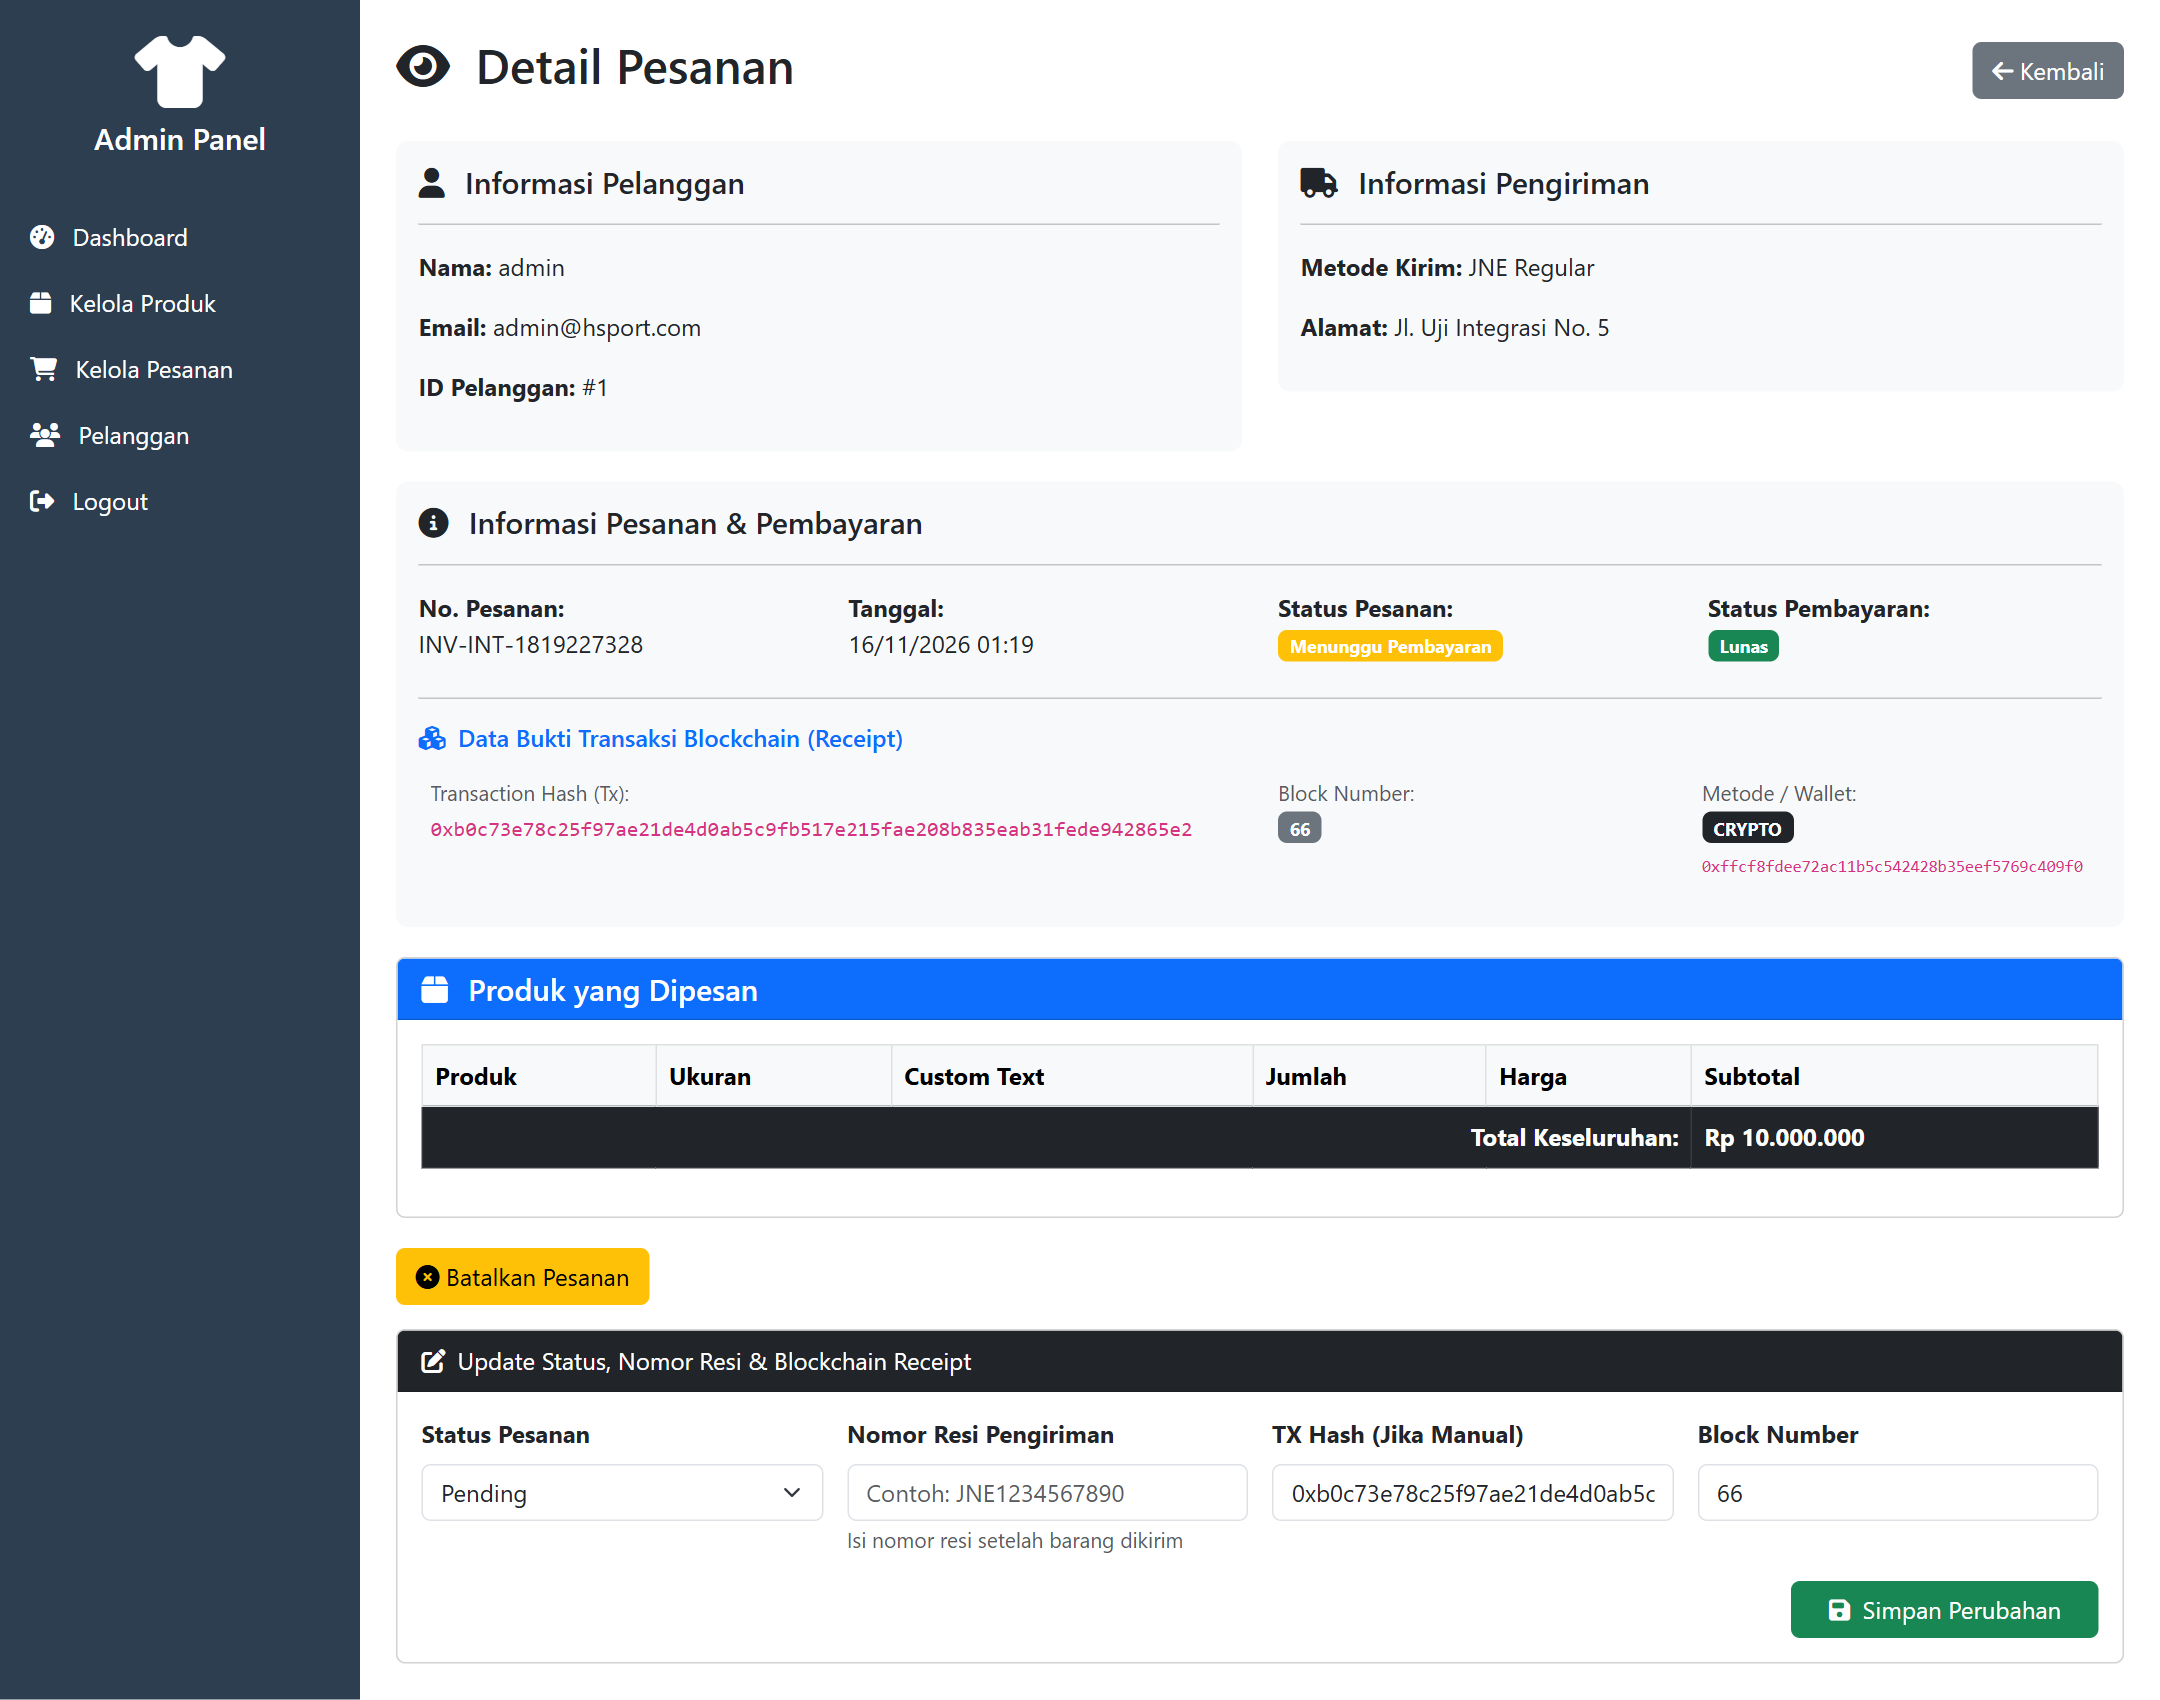 Admin Panel
Dashboard
Kelola Produk
Kelola Pesanan
Pelanggan
Logout
Detail Pesanan
Kembali
Informasi Pelanggan
Nama: admin
Email: admin@hsport.com
ID Pelanggan: #1
Informasi Pengiriman
Metode Kirim: JNE Regular
Alamat: Jl. Uji Integrasi No. 5
Informasi Pesanan & Pembayaran
No. Pesanan:
INV-INT-1819227328
Tanggal:
16/11/2026 01:19
Status Pesanan:
Menunggu Pembayaran
Status Pembayaran:
Lunas
Data Bukti Transaksi Blockchain (Receipt)
Transaction Hash (Tx):
0xb0c73e78c25f97ae21de4d0ab5c9fb517e215fae208b835eab31fede942865e2
Block Number:
66
Metode / Wallet:
CRYPTO
0xffcf8fdee72ac11b5c542428b35eef5769c409f0
Produk yang Dipesan
Produk Ukuran Custom Text Jumlah Harga Subtotal
Total Keseluruhan: Rp 10.000.000
Batalkan Pesanan
Update Status, Nomor Resi & Blockchain Receipt
Status Pesanan
Pending
Nomor Resi Pengiriman
Contoh: JNE1234567890
Isi nomor resi setelah barang dikirim
TX Hash (Jika Manual)
0xb0c73e78c25f97ae21de4d0ab5c
Block Number
66
Simpan Perubahan